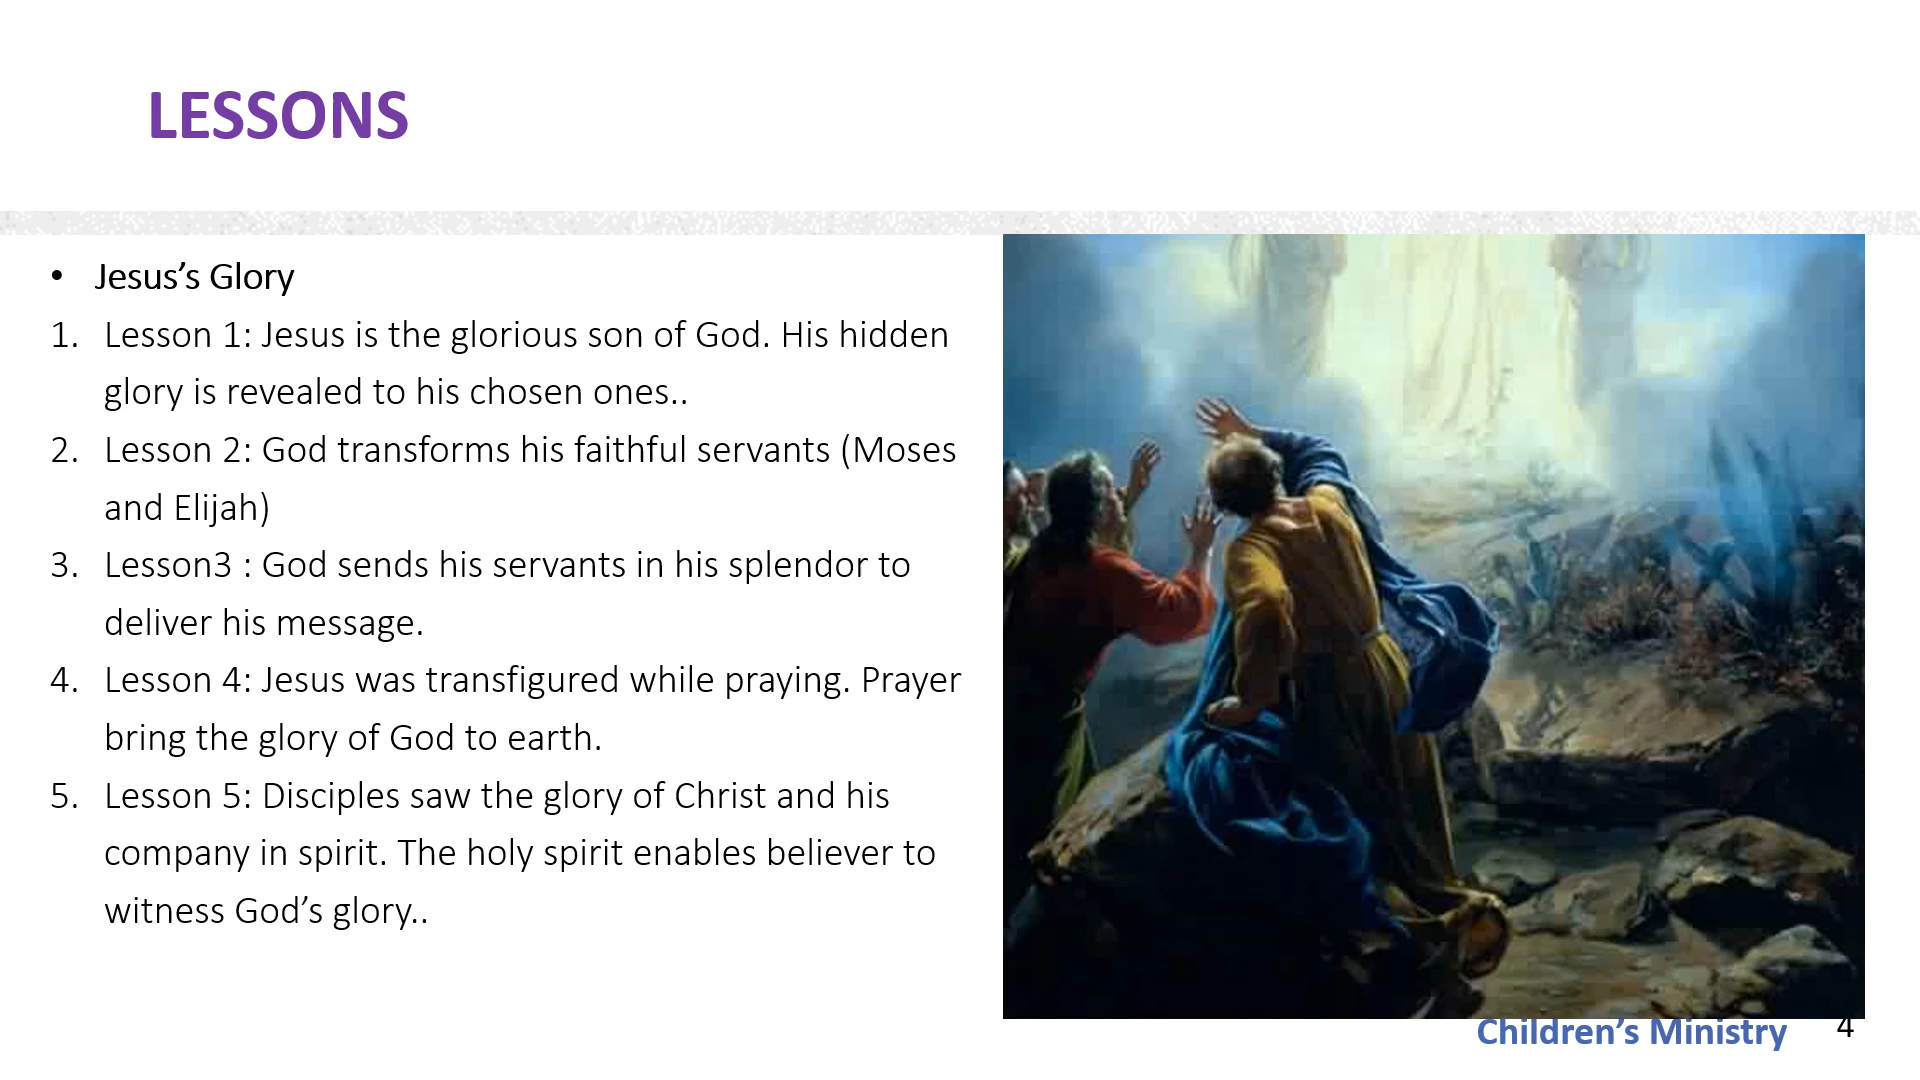 LESSONS
• Jesus’s Glory
1. Lesson 1: Jesus is the glorious son of God. His hidden
glory is revealed to his chosen ones..
2. Lesson 2: God transforms his faithful servants (Moses
and Elijah)
3. Lesson3 : God sends his servants in his splendor to
deliver his message.
4. Lesson 4: Jesus was transfigured while praying. Prayer
bring the glory of God to earth.
5. Lesson 5: Disciples saw the glory of Christ and his
company in spirit. The holy spirit enables believer to
witness God’s glory..
Children’s Ministry 4